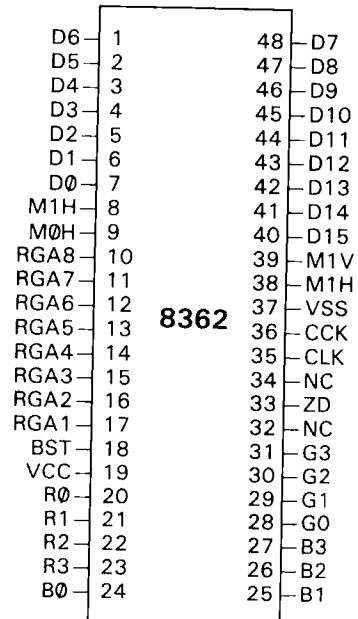 D6 1 48 D7
D5 2 47 D8
D4 3 46 D9
D3 4 45 D10
D2 5 44 D11
D1 6 43 D12
DØ 7 42 D13
M1H 8 41 D14
MØH 9 40 D15
RGA8 10 39 M1V
RGA7 11 38 M1H
RGA6 12 37 VSS
RGA5 13 8362 36 CCK
RGA4 14 35 CLK
RGA3 15 34 NC
RGA2 16 33 ZD
RGA1 17 32 NC
BST 18 31 G3
VCC 19 30 G2
RØ 20 29 G1
R1 21 28 G0
R2 22 27 B3
R3 23 26 B2
BØ 24 25 B1